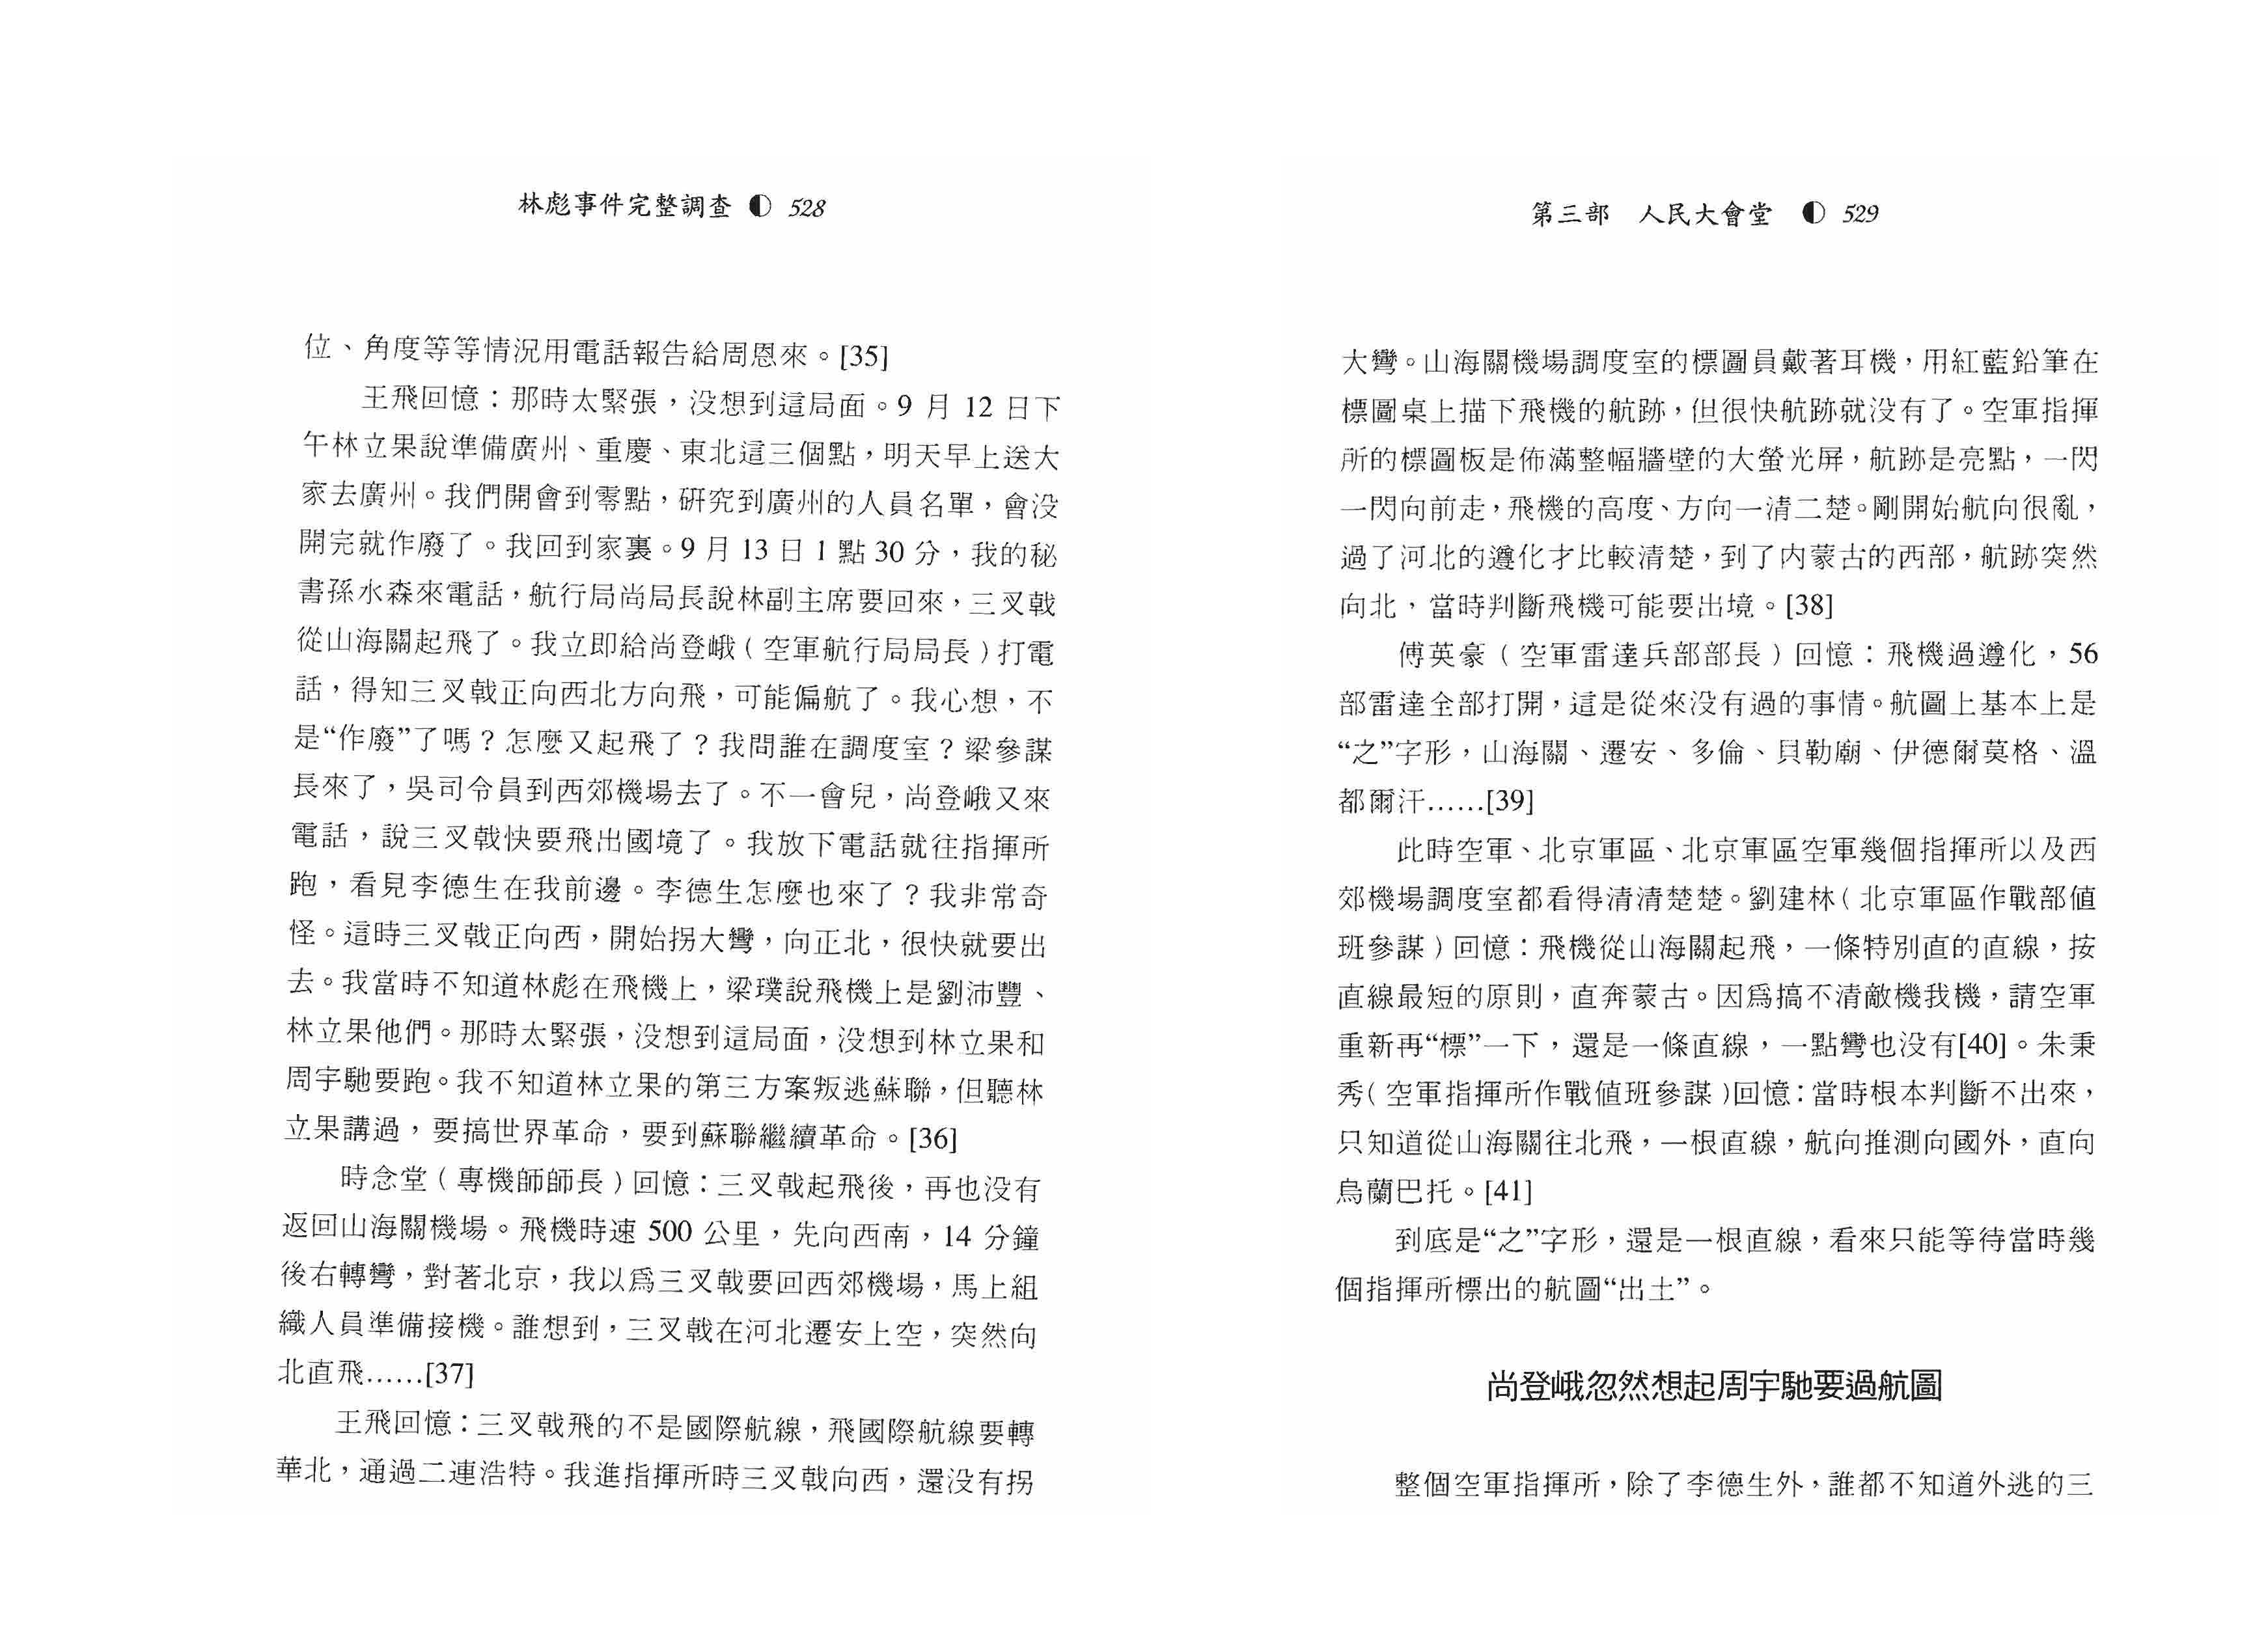 林彪事件完整調查 ◐ 528
位、角度等等情況用電話報告給周恩來。[35]
王飛回憶：那時太緊張，没想到這局面。9 月 12 日下
午林立果說準備廣州、重慶、東北這三個點，明天早上送大
家去廣州。我們開會到零點，研究到廣州的人員名單，會没
開完就作廢了。我回到家裏。9 月 13 日 1 點 30 分，我的秘
書孫水森來電話，航行局尚局長說林副主席要回來，三叉戟
從山海關起飛了。我立即給尚登峨（空軍航行局局長）打電
話，得知三叉戟正向西北方向飛，可能偏航了。我心想，不
是“作廢”了嗎？怎麼又起飛了？我問誰在調度室？梁參謀
長來了，吳司令員到西郊機場去了。不一會兒，尚登峨又來
電話，說三叉戟快要飛出國境了。我放下電話就往指揮所
跑，看見李德生在我前邊。李德生怎麼也來了？我非常奇
怪。這時三叉戟正向西，開始拐大彎，向正北，很快就要出
去。我當時不知道林彪在飛機上，梁璞說飛機上是劉沛豐、
林立果他們。那時太緊張，没想到這局面，没想到林立果和
周宇馳要跑。我不知道林立果的第三方案叛逃蘇聯，但聽林
立果講過，要搞世界革命，要到蘇聯繼續革命。[36]
時念堂（專機師師長）回憶：三叉戟起飛後，再也没有
返回山海關機場。飛機時速 500 公里，先向西南，14 分鐘
後右轉彎，對著北京，我以爲三叉戟要回西郊機場，馬上組
織人員準備接機。誰想到，三叉戟在河北遷安上空，突然向
北直飛……[37]
王飛回憶：三叉戟飛的不是國際航線，飛國際航線要轉
華北，通過二連浩特。我進指揮所時三叉戟向西，還没有拐
第三部　人民大會堂 ◐ 529
大彎。山海關機場調度室的標圖員戴著耳機，用紅藍鉛筆在
標圖桌上描下飛機的航跡，但很快航跡就没有了。空軍指揮
所的標圖板是佈滿整幅牆壁的大螢光屏，航跡是亮點，一閃
一閃向前走，飛機的高度、方向一清二楚。剛開始航向很亂，
過了河北的遵化才比較清楚，到了内蒙古的西部，航跡突然
向北，當時判斷飛機可能要出境。[38]
傅英豪（空軍雷達兵部部長）回憶：飛機過遵化，56
部雷達全部打開，這是從來没有過的事情。航圖上基本上是
“之”字形，山海關、遷安、多倫、貝勒廟、伊德爾莫格、溫
都爾汗……[39]
此時空軍、北京軍區、北京軍區空軍幾個指揮所以及西
郊機場調度室都看得清清楚楚。劉建林（北京軍區作戰部値
班參謀）回憶：飛機從山海關起飛，一條特別直的直線，按
直線最短的原則，直奔蒙古。因爲搞不清敵機我機，請空軍
重新再“標”一下，還是一條直線，一點彎也没有[40]。朱秉
秀（空軍指揮所作戰値班參謀）回憶：當時根本判斷不出來，
只知道從山海關往北飛，一根直線，航向推測向國外，直向
烏蘭巴托。[41]
到底是“之”字形，還是一根直線，看來只能等待當時幾
個指揮所標出的航圖“出土”。
尚登峨忽然想起周宇馳要過航圖
整個空軍指揮所，除了李德生外，誰都不知道外逃的三